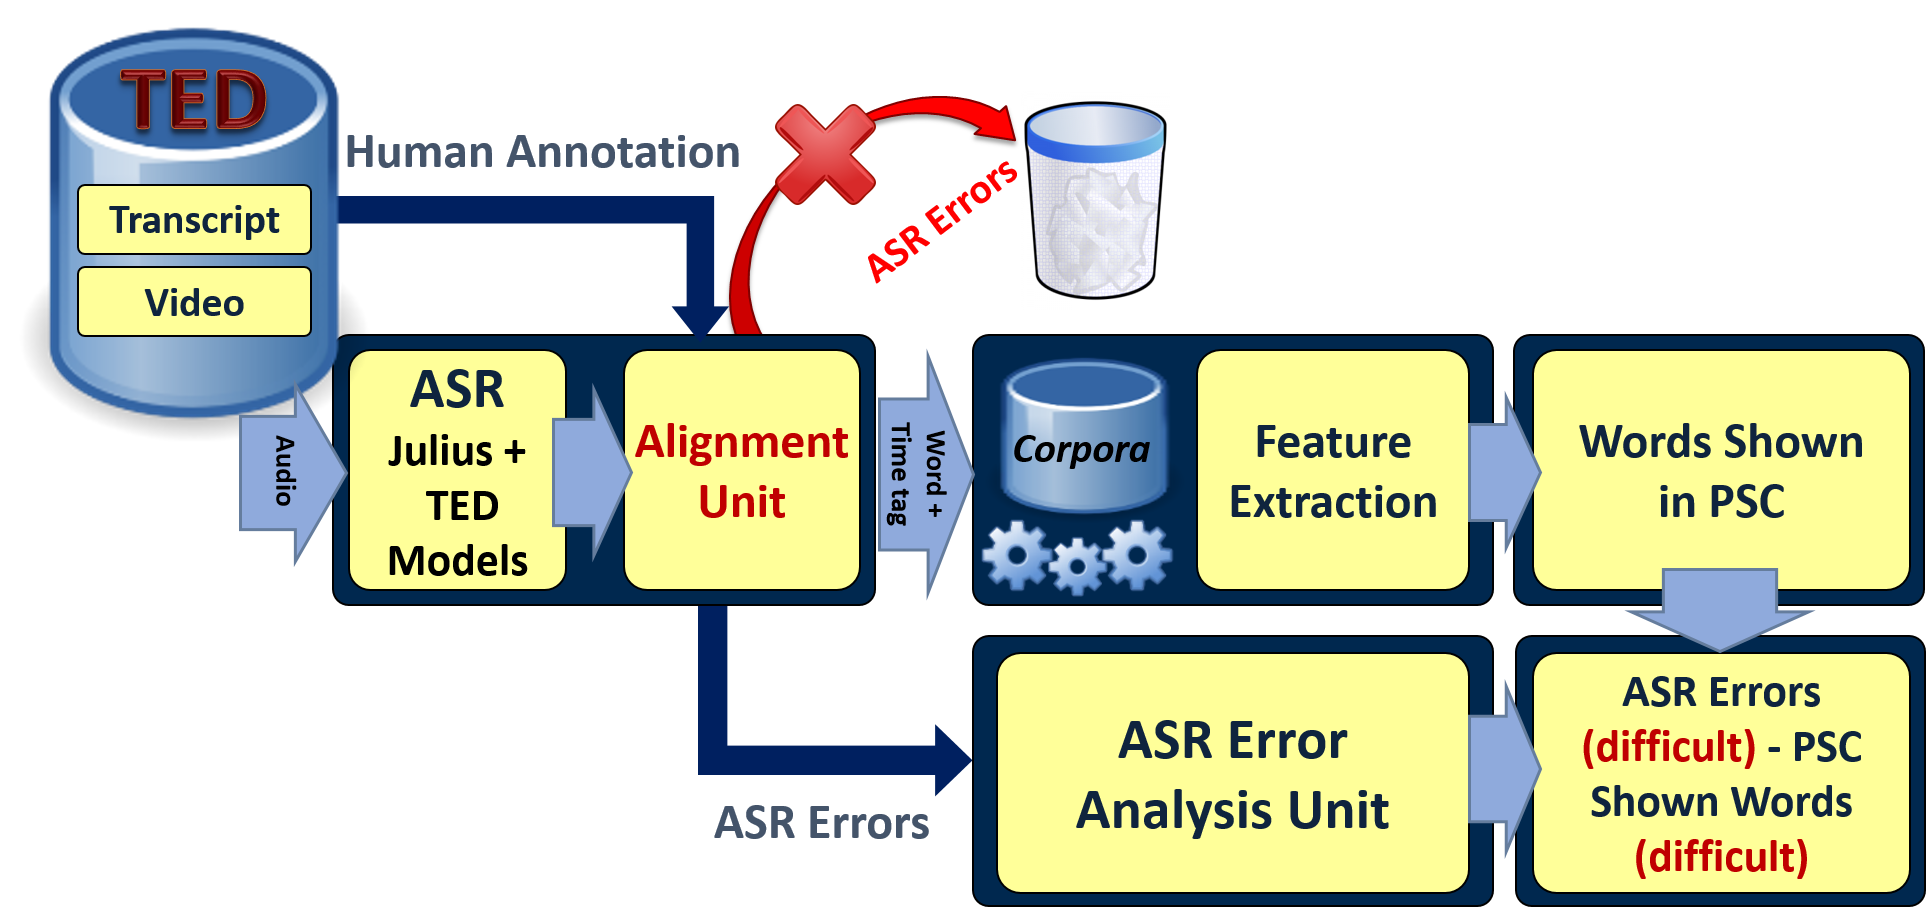 TED
Transcript
Video
Human Annotation
ASR Errors
Audio
ASR
Julius +
TED
Models
Alignment
Unit
Word +
Time tag
Corpora
Feature
Extraction
Words Shown
in PSC
ASR Errors
ASR Error
Analysis Unit
ASR Errors
(difficult) - PSC
Shown Words
(difficult)